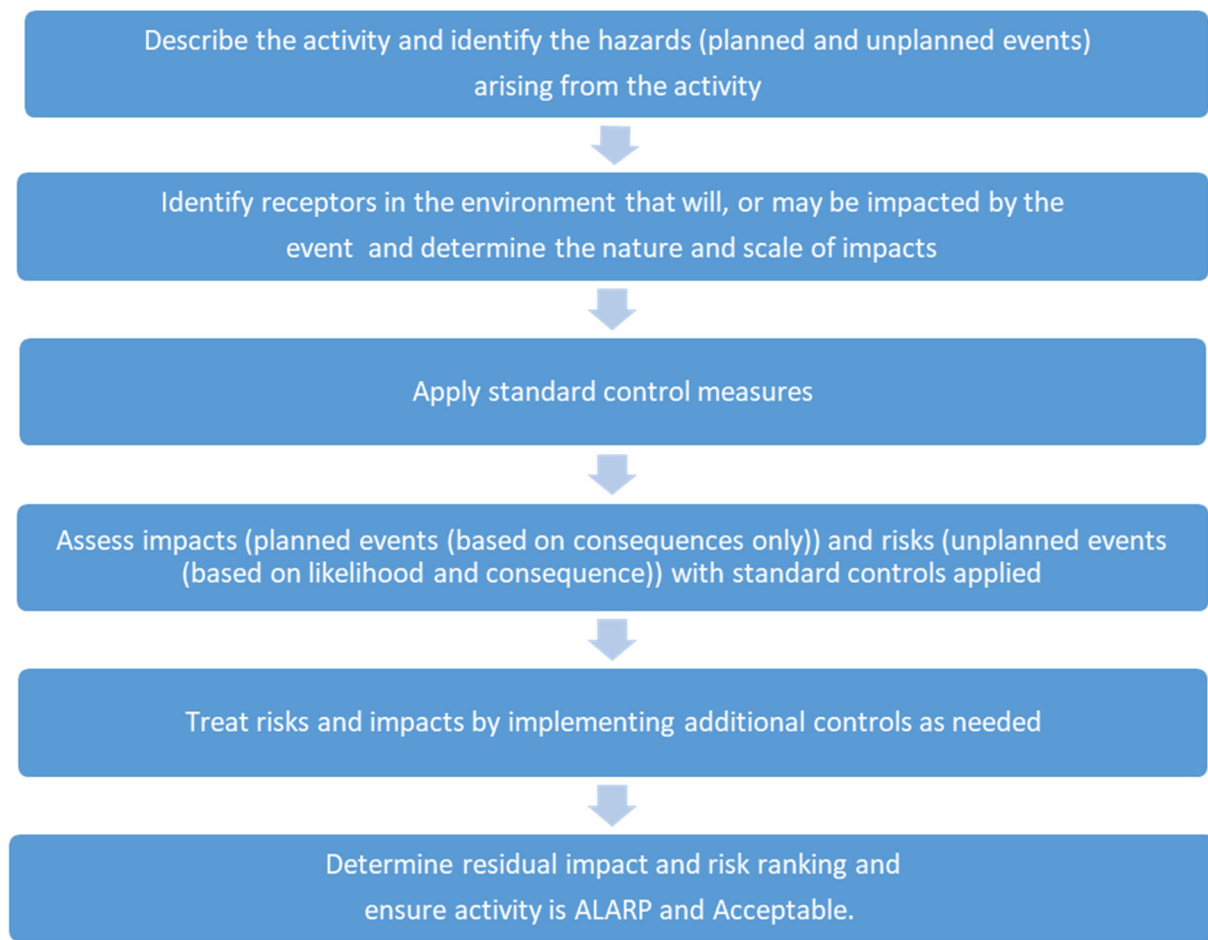 Describe the activity and identify the hazards (planned and unplanned events)
arising from the activity
Identify receptors in the environment that will, or may be impacted by the
event  and determine the nature and scale of impacts
Apply standard control measures
Assess impacts (planned events (based on consequences only)) and risks (unplanned events
(based on likelihood and consequence)) with standard controls applied
Treat risks and impacts by implementing additional controls as needed
Determine residual impact and risk ranking and
ensure activity is ALARP and Acceptable.